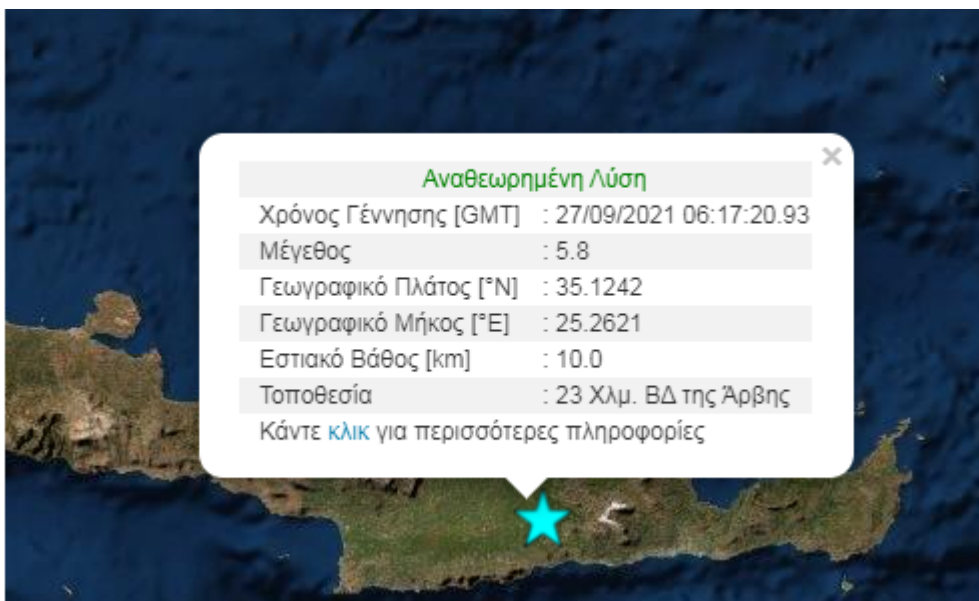 Αναθεωρημένη Λύση
Χρόνος Γέννησης [GMT] : 27/09/2021 06:17:20.93
Μέγεθος : 5.8
Γεωγραφικό Πλάτος [°N] : 35.1242
Γεωγραφικό Μήκος [°E] : 25.2621
Εστιακό Βάθος [km] : 10.0
Τοποθεσία : 23 Χλμ. ΒΔ της Άρβης
Κάντε κλικ για περισσότερες πληροφορίες